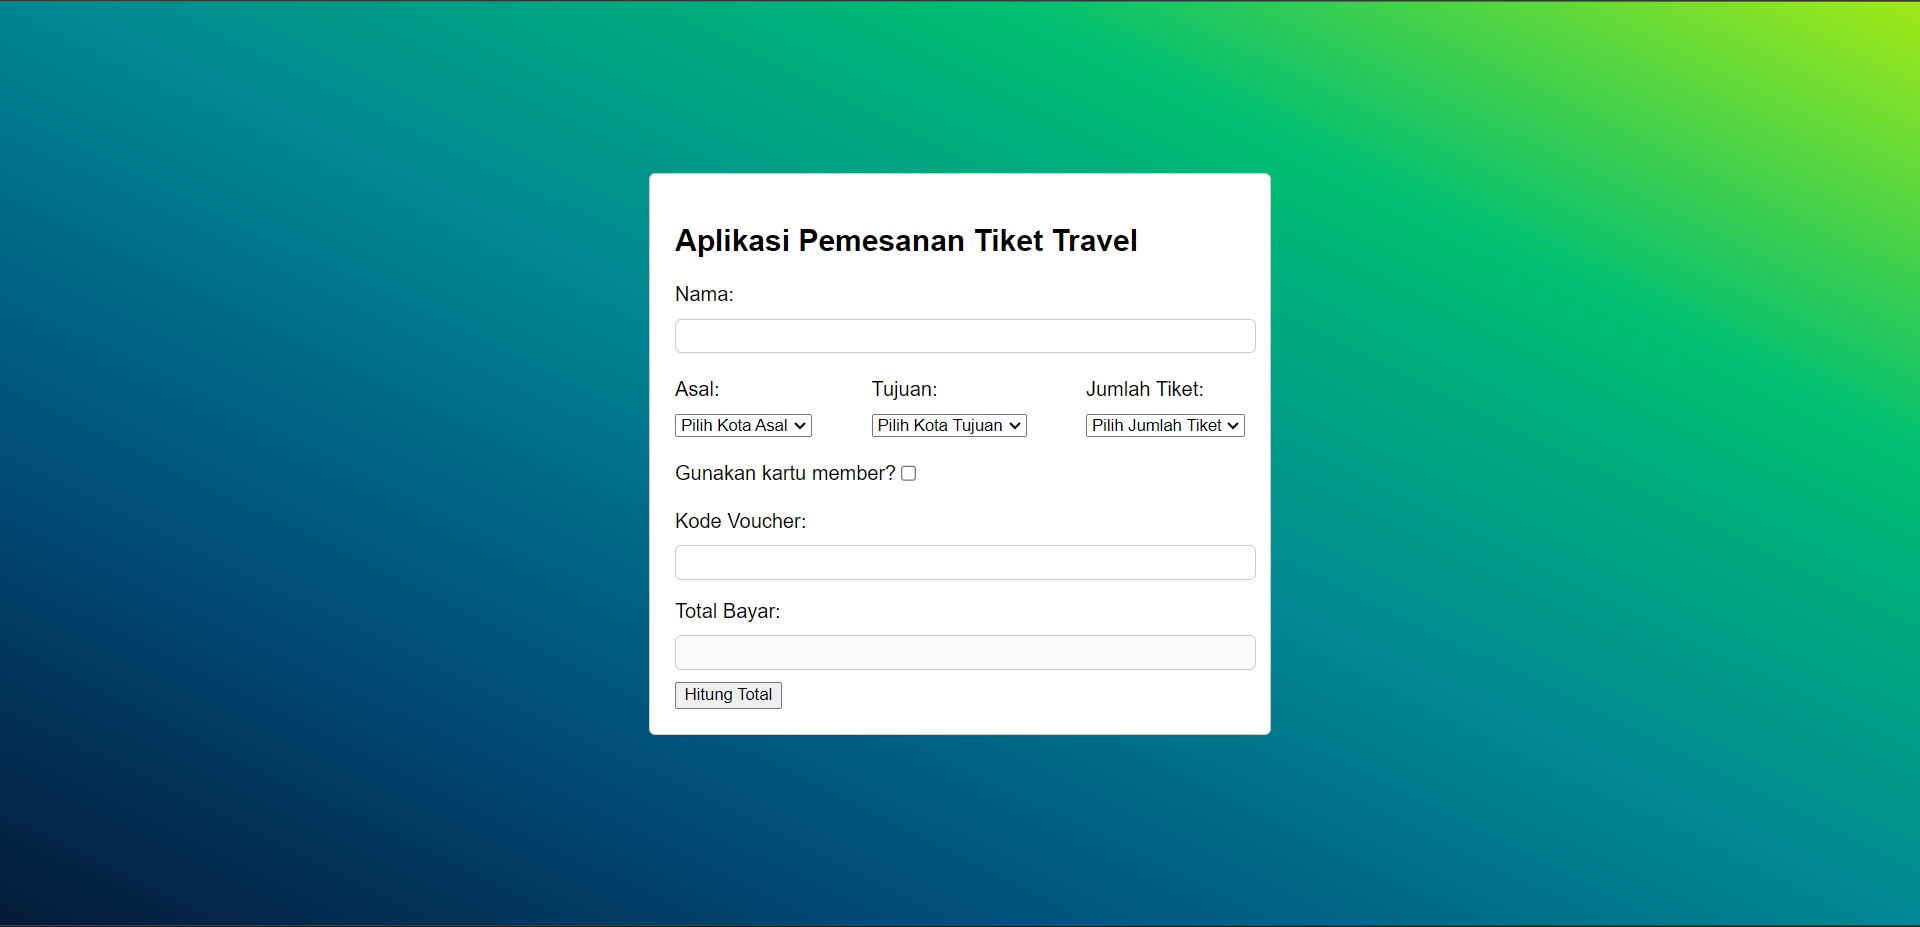 Aplikasi Pemesanan Tiket Travel
Nama:
Asal: Tujuan: Jumlah Tiket:
Pilih Kota Asal Pilih Kota Tujuan Pilih Jumlah Tiket
Gunakan kartu member?
Kode Voucher:
Total Bayar:
Hitung Total